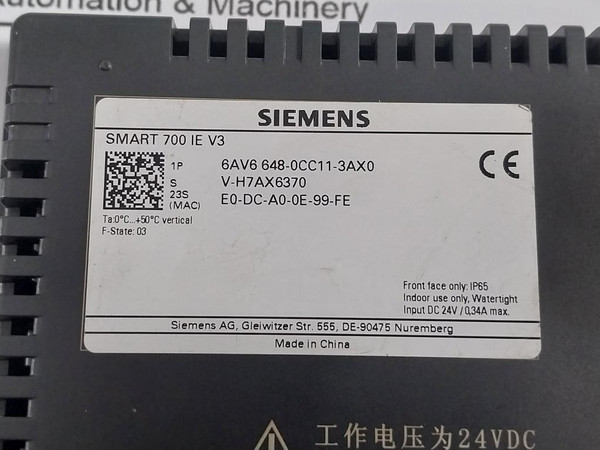 Automation & Machinery
SIEMENS
SMART 700 IE V3
1P 6AV6 648-0CC11-3AX0
S V-H7AX6370
23S (MAC) E0-DC-A0-0E-99-FE
Ta:0°C...+50°C vertical
F-State: 03
CE
Front face only: IP65
Indoor use only, Watertight
Input DC 24V / 0,34A max.
Siemens AG, Gleiwitzer Str. 555, DE-90475 Nuremberg
Made in China
工作电压为24VDC